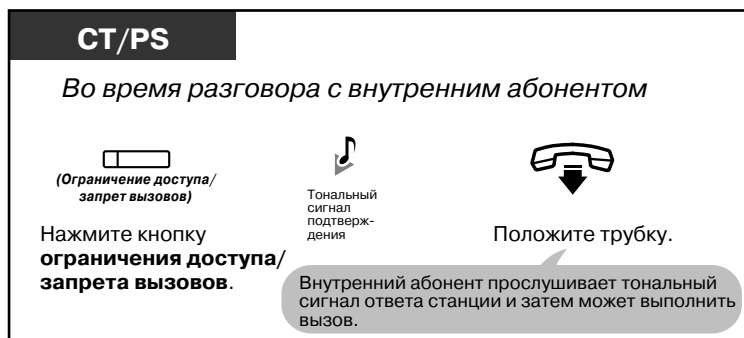 CT/PS
Во время разговора с внутренним абонентом
(Ограничение доступа/
запрет вызовов)
Нажмите кнопку
ограничения доступа/
запрета вызовов.
Тональный
сигнал
подтверж-
дения
Положите трубку.
Внутренний абонент прослушивает тональный
сигнал ответа станции и затем может выполнить
вызов.